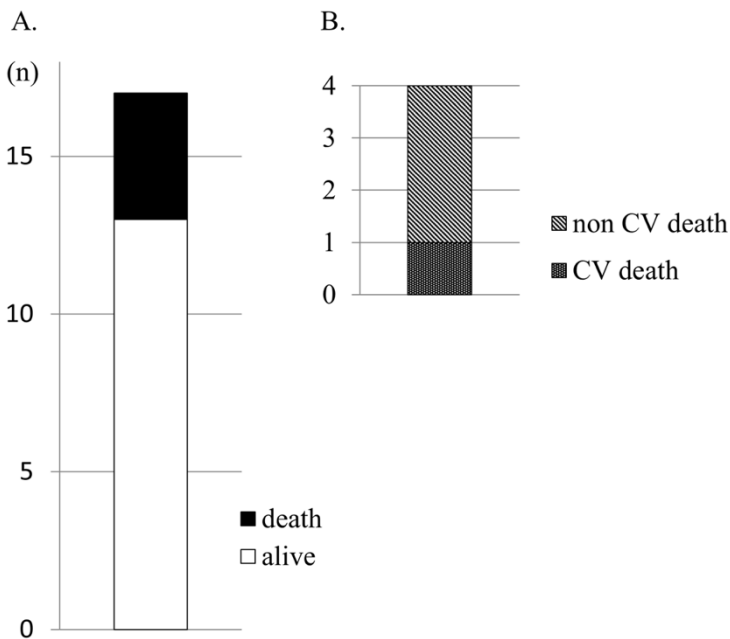 A.
(n)
15
10
5
0
death
alive
B.
4
3
2
1
0
non CV death
CV death